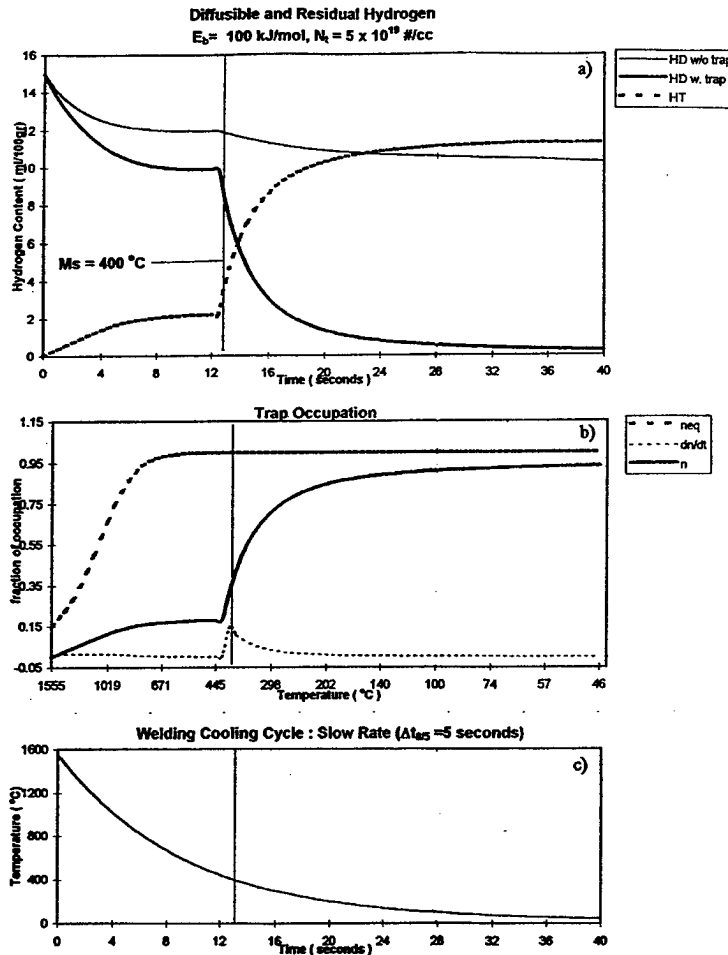 Diffusible and Residual Hydrogen
E_b= 100 kJ/mol, N_t = 5 x 10^19 #/cc
a)
HD w/o trap
HD w. trap
HT
Hydrogen Content ( ml/100gr)
16
14
12
10
8
6
4
2
0
Ms = 400 °C
0 4 8 12 16 20 24 28 32 36 40
Time ( seconds )
Trap Occupation
b)
neq
dn/dt
n
fraction of occupation
1.15
0.95
0.75
0.55
0.35
0.15
-0.05
1555 1019 671 445 298 202 140 100 74 57 46
Temperature ( °C)
Welding Cooling Cycle : Slow Rate (Δt_8/5 =5 seconds)
c)
Temperature ( °C)
1600
1200
800
400
0
0 4 8 12 16 20 24 28 32 36 40
Time ( seconds )